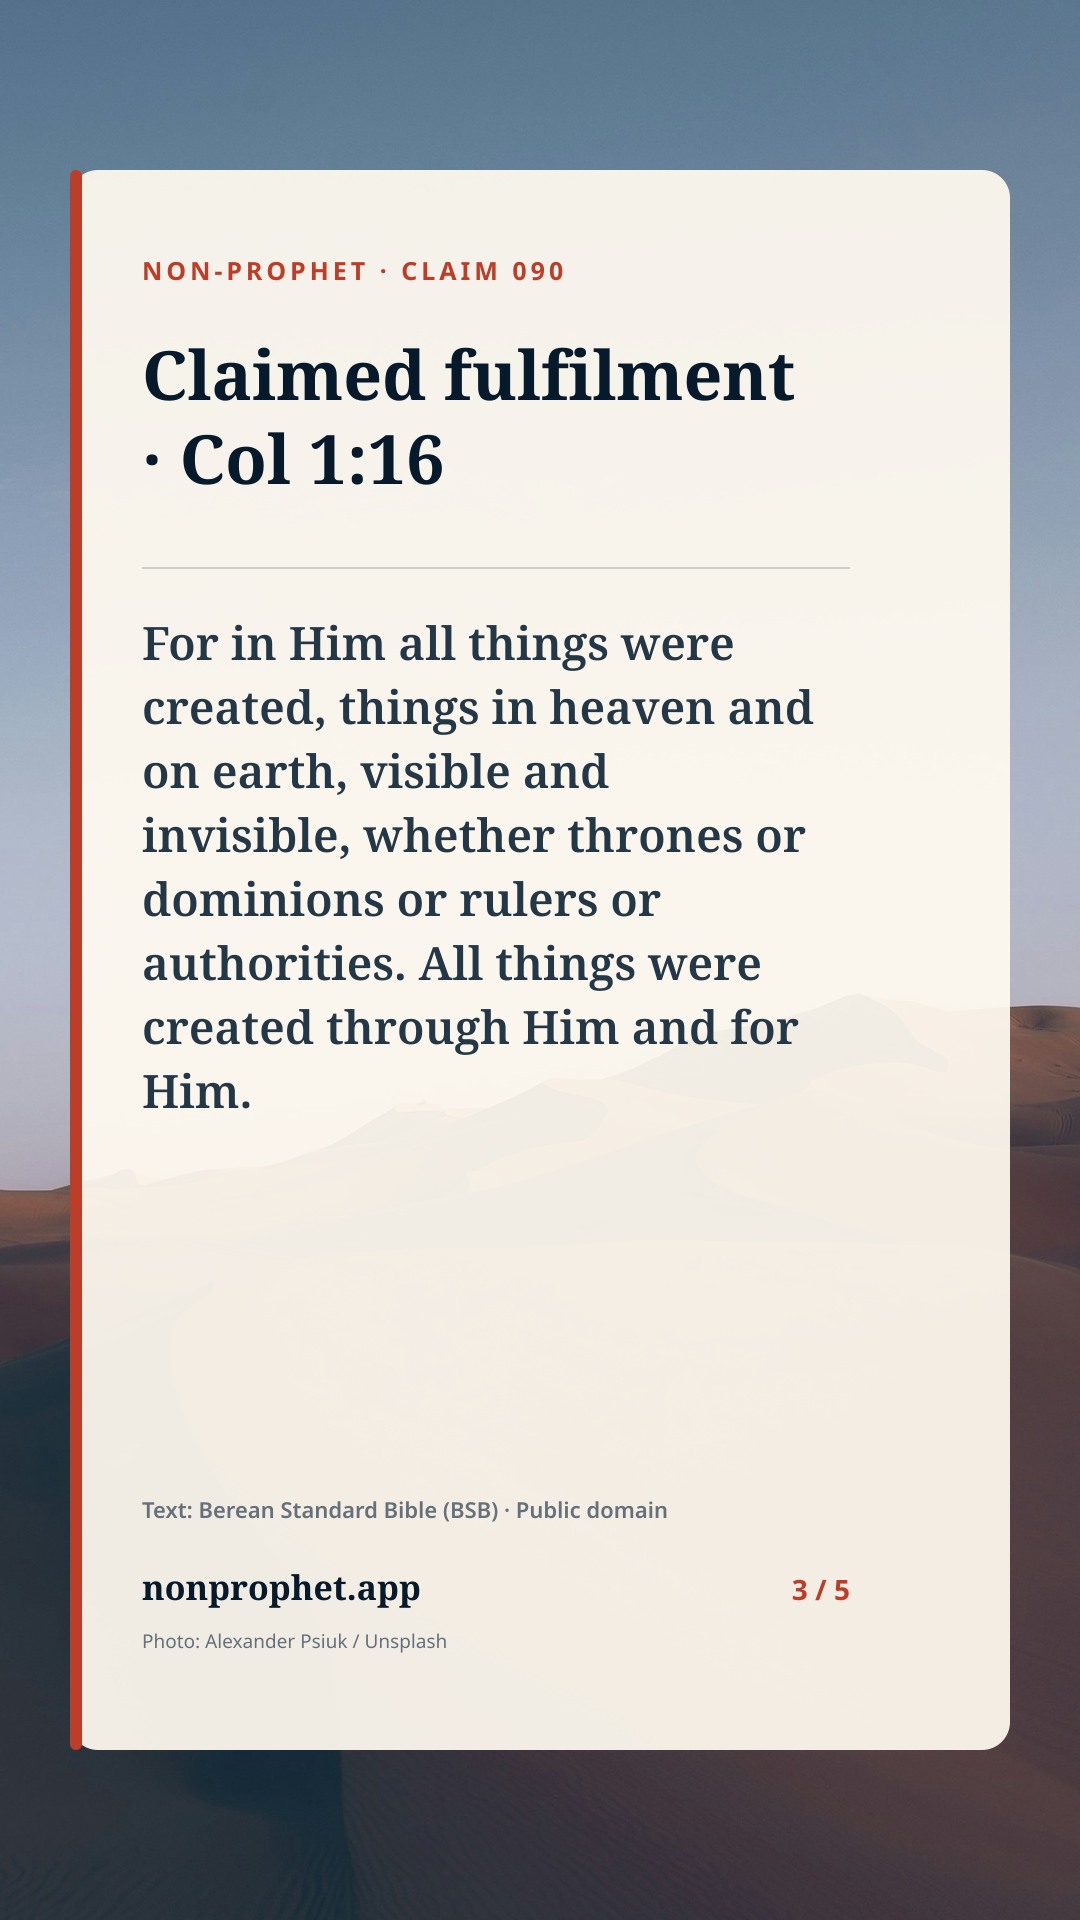 NON-PROPHET · CLAIM 090
Claimed fulfilment
· Col 1:16
For in Him all things were
created, things in heaven and
on earth, visible and
invisible, whether thrones or
dominions or rulers or
authorities. All things were
created through Him and for
Him.
Text: Berean Standard Bible (BSB) · Public domain
nonprophet.app
3 / 5
Photo: Alexander Psiuk / Unsplash